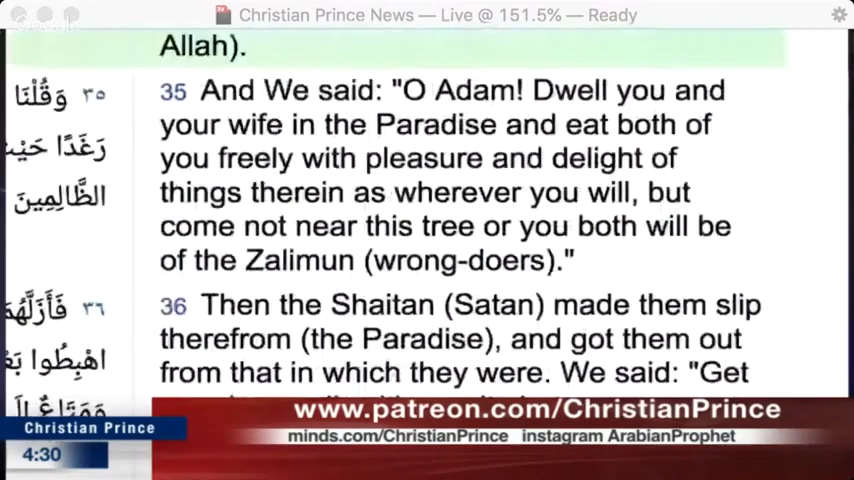 Christian Prince News — Live @ 151.5% — Ready
Allah).
٣٥ وَقُلْنَا
رَغَدًا حَيْثُ
الظَّالِمِينَ
35 And We said: "O Adam! Dwell you and
your wife in the Paradise and eat both of
you freely with pleasure and delight of
things therein as wherever you will, but
come not near this tree or you both will be
of the Zalimun (wrong-doers)."
٣٦ فَأَزَلَّهُمَا
اهْبِطُوا
36 Then the Shaitan (Satan) made them slip
therefrom (the Paradise), and got them out
from that in which they were. We said: "Get
www.patreon.com/ChristianPrince
minds.com/ChristianPrince instagram ArabianProphet
Christian Prince
4:30